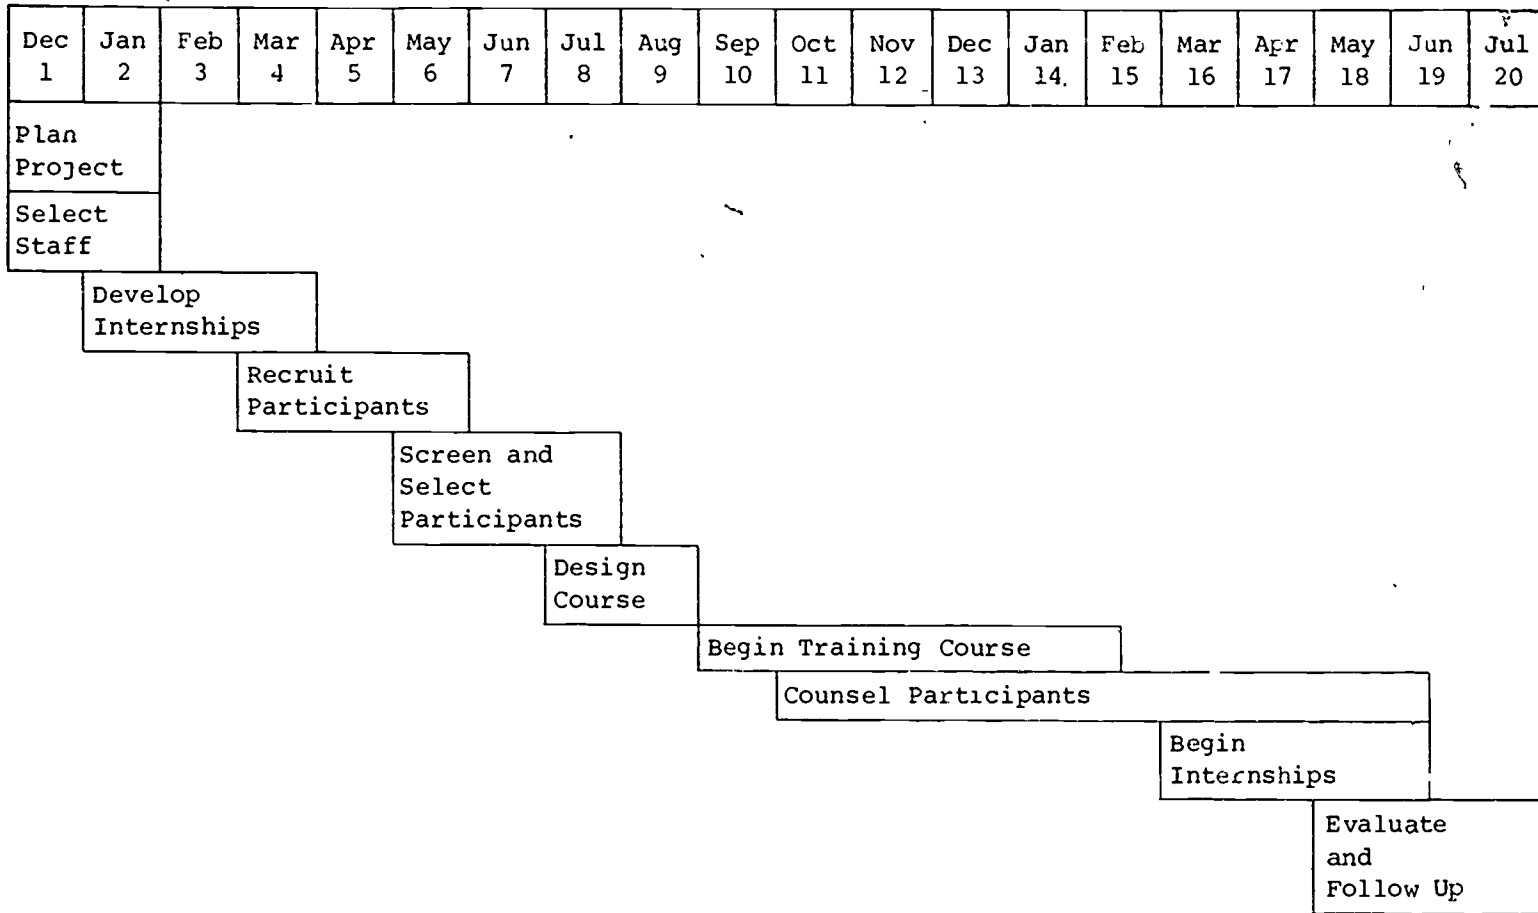 Dec Jan Feb Mar Apr May Jun Jul Aug Sep Oct Nov Dec Jan Feb Mar Apr May Jun Jul
1 2 3 4 5 6 7 8 9 10 11 12 13 14. 15 16 17 18 19 20
Plan
Project
Select
Staff
Develop
Internships
Recruit
Participants
Screen and
Select
Participants
Design
Course
Begin Training Course
Counsel Participants
Begin
Internships
Evaluate
and
Follow Up